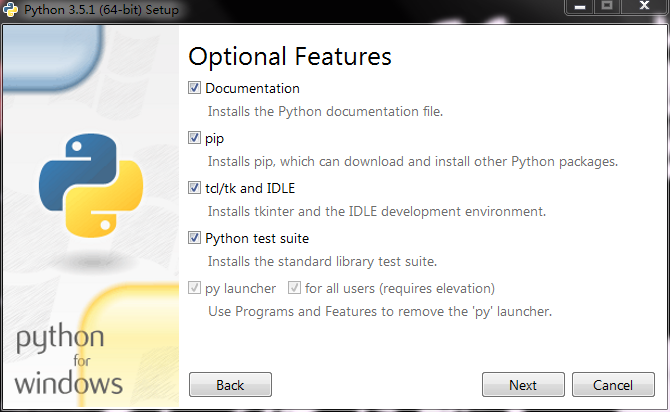 Python 3.5.1 (64-bit) Setup
Optional Features
Documentation
Installs the Python documentation file.
pip
Installs pip, which can download and install other Python packages.
tcl/tk and IDLE
Installs tkinter and the IDLE development environment.
Python test suite
Installs the standard library test suite.
py launcher for all users (requires elevation)
Use Programs and Features to remove the 'py' launcher.
python
for
windows
Back Next Cancel